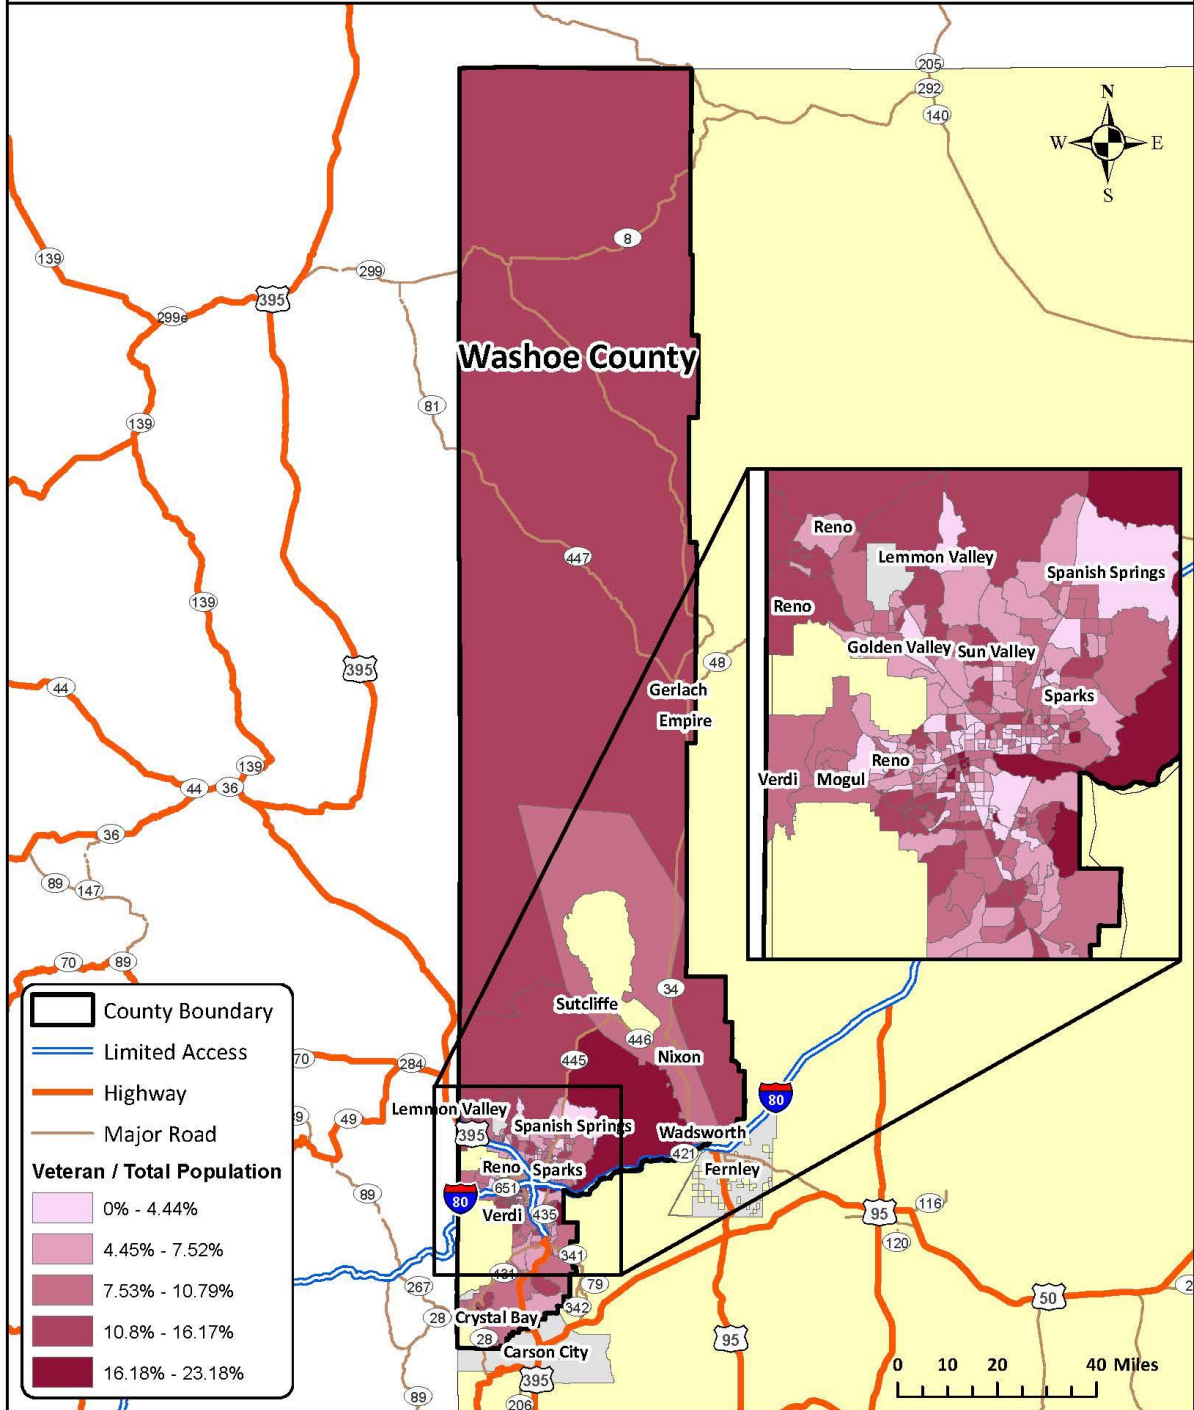 205
292
140
N
W E
S
8
139
299
395
299e
Washoe County
81
139
447
Reno
Lemmon Valley
Spanish Springs
139
Reno
Golden Valley
Sun Valley
48
395
Gerlach
Empire
44
Sparks
Reno
139
Verdi
Mogul
44
36
36
89
147
70
89
34
Sutcliffe
446
Nixon
445
County Boundary
Limited Access
Highway
Major Road
Veteran / Total Population
0% - 4.44%
4.45% - 7.52%
7.53% - 10.79%
10.8% - 16.17%
16.18% - 23.18%
70
284
80
Lemmon Valley
49
395
Spanish Springs
Wadsworth
421
Reno
Sparks
Fernley
651
89
80
Verdi
435
95
116
120
341
431
267
79
50
342
28
Crystal Bay
28
95
Carson City
395
89
206
0 10 20 40 Miles